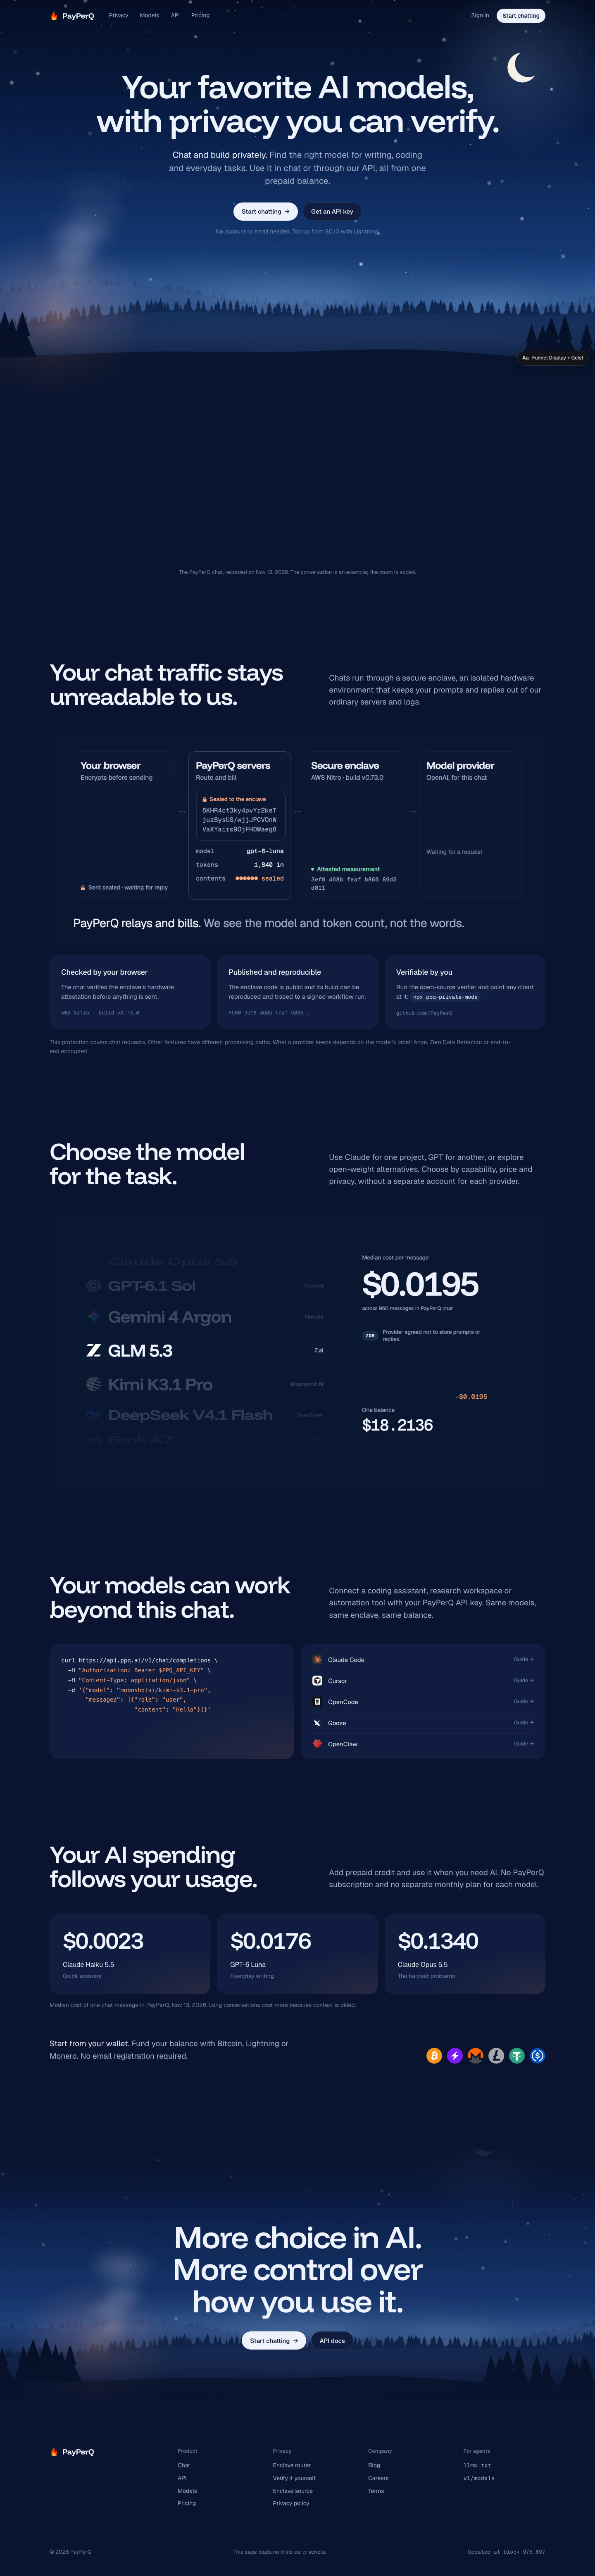 PayPerQ
Privacy
Models
API
Pricing
Sign in
Start chatting
Your favorite AI models,
with privacy you can verify.
Chat and build privately. Find the right model for writing, coding
and everyday tasks. Use it in chat or through our API, all from one
prepaid balance.
Start chatting →
Get an API key
No account or email needed. Top up from $0.10 with Lightning.
Aa Funnel Display + Geist
The PayPerQ chat, recorded on Nov 13, 2026. The conversation is an example; the zoom is added.
Your chat traffic stays
unreadable to us.
Chats run through a secure enclave, an isolated hardware
environment that keeps your prompts and replies out of our
ordinary servers and logs.
Your browser
Encrypts before sending
Sent sealed · waiting for reply
PayPerQ servers
Route and bill
Sealed to the enclave
model gpt-6-luna
tokens 1,840 in
contents ●●●●●● sealed
Secure enclave
AWS Nitro · build v0.73.0
Attested measurement
3ef8 468b feaf b866 89d2
d011
Model provider
OpenAI, for this chat
Waiting for a request
PayPerQ relays and bills. We see the model and token count, not the words.
Checked by your browser
The chat verifies the enclave's hardware
attestation before anything is sent.
AWS Nitro · build v0.73.0
Published and reproducible
The enclave code is public and its build can be
reproduced and traced to a signed workflow run.
PCR0 3ef8 468b feaf b866 …
Verifiable by you
Run the open-source verifier and point any client
at it: npx ppq-private-mode
github.com/PayPerQ
This protection covers chat requests. Other features have different processing paths. What a provider keeps depends on the model's label: Anon, Zero Data Retention or end-to-
end encrypted.
Choose the model
for the task.
Use Claude for one project, GPT for another, or explore
open-weight alternatives. Choose by capability, price and
privacy, without a separate account for each provider.
Claude Opus 5.5
GPT-6.1 Sol
OpenAI
Gemini 4 Argon
Google
GLM 5.3
Z.ai
Kimi K3.1 Pro
Moonshot AI
DeepSeek V4.1 Flash
DeepSeek
Grok 4.7
Median cost per message
$0.0195
across 960 messages in PayPerQ chat
ZDR Provider agreed not to store prompts or
replies.
-$0.0195
One balance
$18.2136
Your models can work
beyond this chat.
Connect a coding assistant, research workspace or
automation tool with your PayPerQ API key. Same models,
same enclave, same balance.
curl https://api.ppq.ai/v1/chat/completions \
-H "Authorization: Bearer $PPQ_API_KEY" \
-H "Content-Type: application/json" \
-d '{"model": "moonshotai/kimi-k3.1-pro",
"messages": [{"role": "user",
"content": "Hello"}]}'
Claude Code Guide →
Cursor Guide →
OpenCode Guide →
Goose Guide →
OpenClaw Guide →
Your AI spending
follows your usage.
Add prepaid credit and use it when you need AI. No PayPerQ
subscription and no separate monthly plan for each model.
$0.0023
Claude Haiku 5.5
Quick answers
$0.0176
GPT-6 Luna
Everyday writing
$0.1340
Claude Opus 5.5
The hardest problems
Median cost of one chat message in PayPerQ, Nov 13, 2026. Long conversations cost more because context is billed.
Start from your wallet. Fund your balance with Bitcoin, Lightning or
Monero. No email registration required.
More choice in AI.
More control over
how you use it.
Start chatting →
API docs
PayPerQ
Product
Chat
API
Models
Pricing
Privacy
Enclave router
Verify it yourself
Enclave source
Privacy policy
Company
Blog
Careers
Terms
For agents
llms.txt
v1/models
© 2026 PayPerQ
This page loads no third-party scripts.
Updated at block 975,697